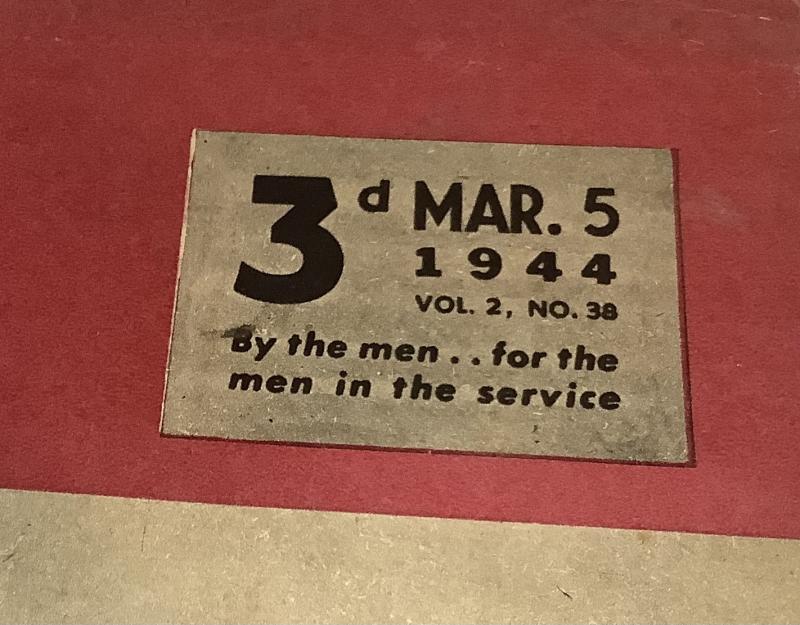 3d MAR. 5
1944
VOL. 2, NO. 38
By the men . . for the
men in the service